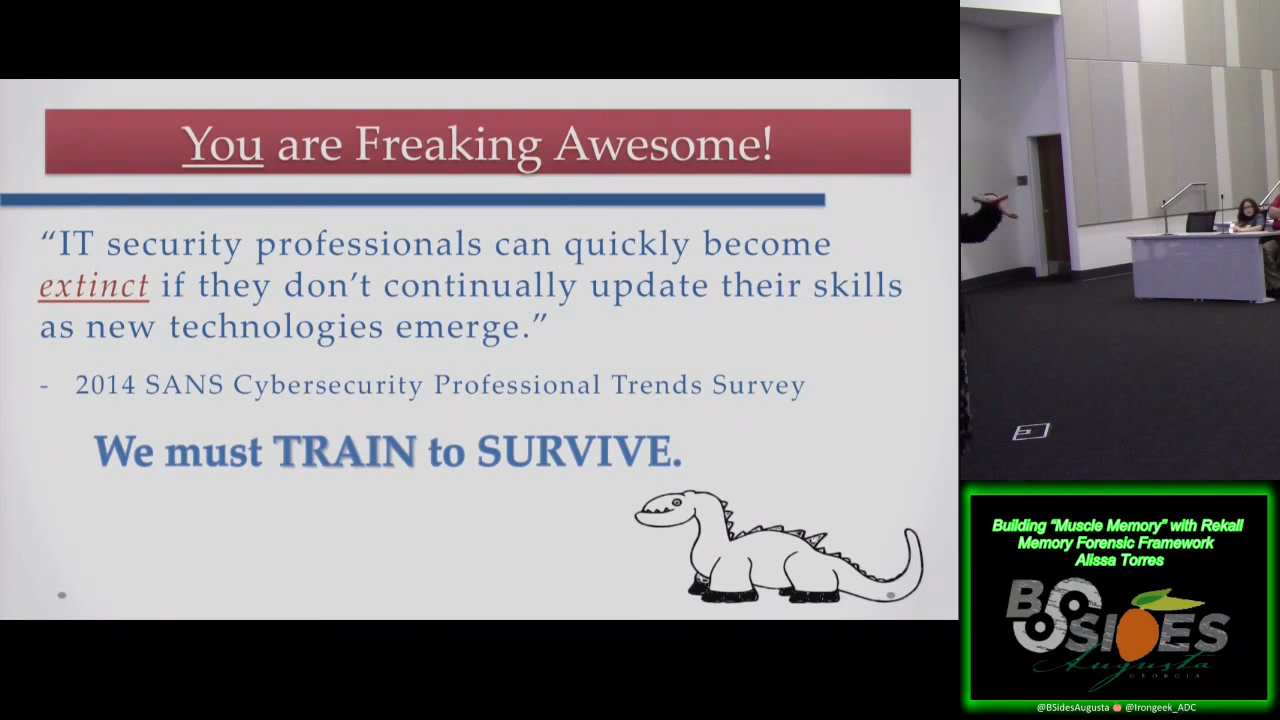 You are Freaking Awesome!
“IT security professionals can quickly become
extinct if they don’t continually update their skills
as new technologies emerge.”
- 2014 SANS Cybersecurity Professional Trends Survey
We must TRAIN to SURVIVE.
Building “Muscle Memory” with Rekall
Memory Forensic Framework
Alissa Torres
BSIDES
Augusta
GEORGIA
@BSidesAugusta @Irongeek_ADC